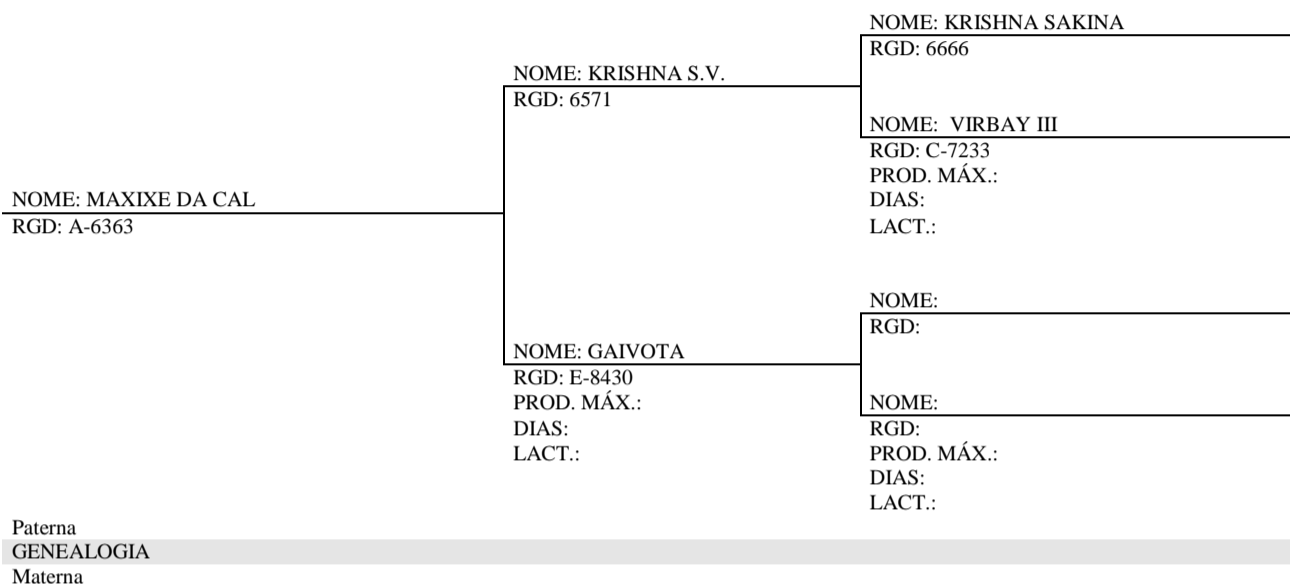 NOME: KRISHNA SAKINA
RGD: 6666
NOME: KRISHNA S.V.
RGD: 6571
NOME: VIRBAY III
RGD: C-7233
PROD. MÁX.:
DIAS:
LACT.:
NOME: MAXIXE DA CAL
RGD: A-6363
NOME:
RGD:
NOME: GAIVOTA
RGD: E-8430
PROD. MÁX.:
DIAS:
LACT.:
NOME:
RGD:
PROD. MÁX.:
DIAS:
LACT.:
Paterna
GENEALOGIA
Materna